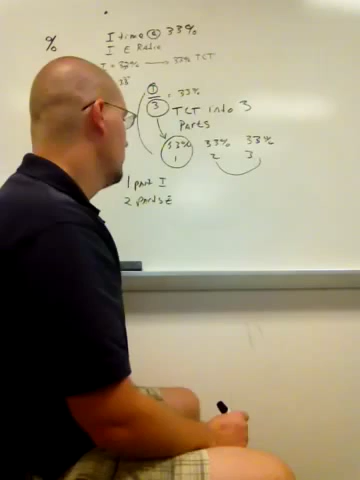 %
I time @ 33%
I E Ratio
I = 33% → 33% TCT
1/3 = 33%
TCT into 3
Parts
33% 33% 33%
1 2 3
1 part I
2 parts E